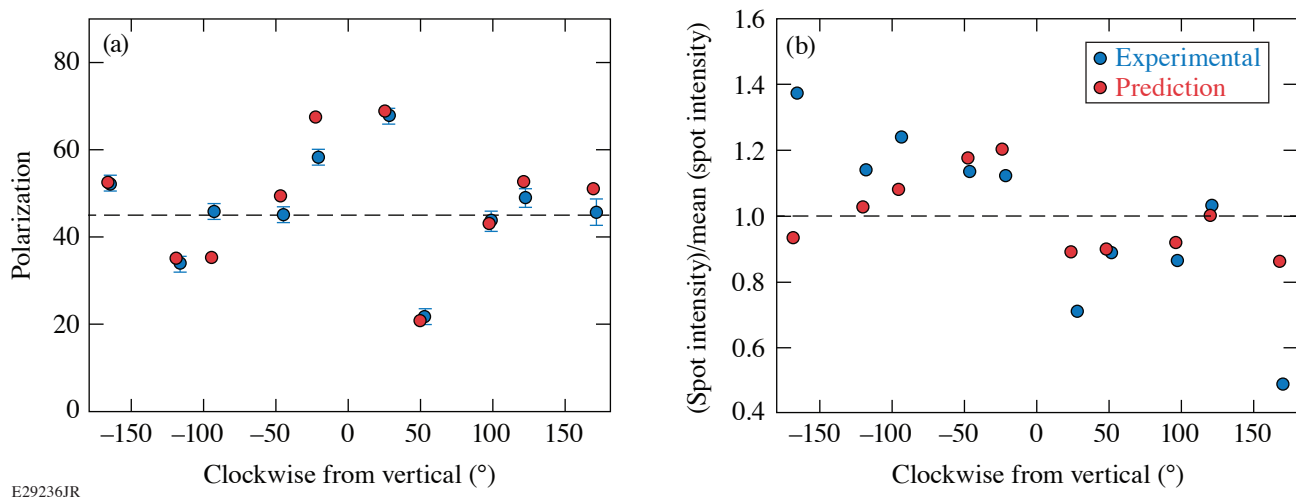 (a)
80
60
40
20
0
Polarization
−150 −100 −50 0 50 100 150
Clockwise from vertical (°)
(b)
Experimental
Prediction
1.6
1.4
1.2
1.0
0.8
0.6
0.4
(Spot intensity)/mean (spot intensity)
−150 −100 −50 0 50 100 150
Clockwise from vertical (°)
E29236JR